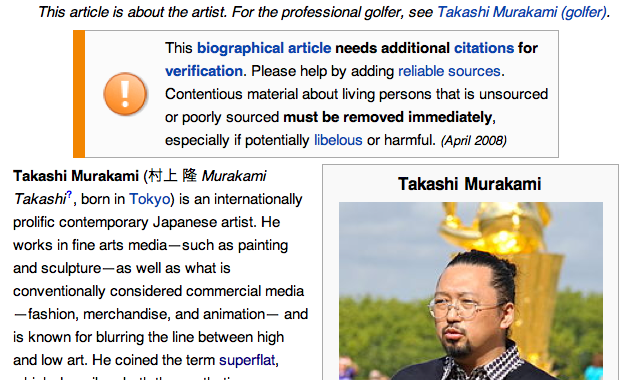 This article is about the artist. For the professional golfer, see Takashi Murakami (golfer).
This biographical article needs additional citations for
verification. Please help by adding reliable sources.
Contentious material about living persons that is unsourced
or poorly sourced must be removed immediately,
especially if potentially libelous or harmful. (April 2008)
Takashi Murakami (村上 隆 Murakami
Takashi?, born in Tokyo) is an internationally
prolific contemporary Japanese artist. He
works in fine arts media—such as painting
and sculpture—as well as what is
conventionally considered commercial media
—fashion, merchandise, and animation— and
is known for blurring the line between high
and low art. He coined the term superflat,
Takashi Murakami